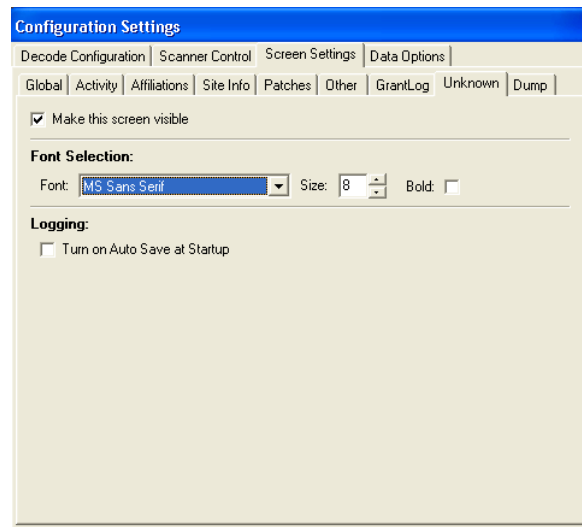 Configuration Settings
Decode Configuration Scanner Control Screen Settings Data Options
Global Activity Affiliations Site Info Patches Other GrantLog Unknown Dump
Make this screen visible
Font Selection:
Font: MS Sans Serif Size: 8 Bold:
Logging:
Turn on Auto Save at Startup